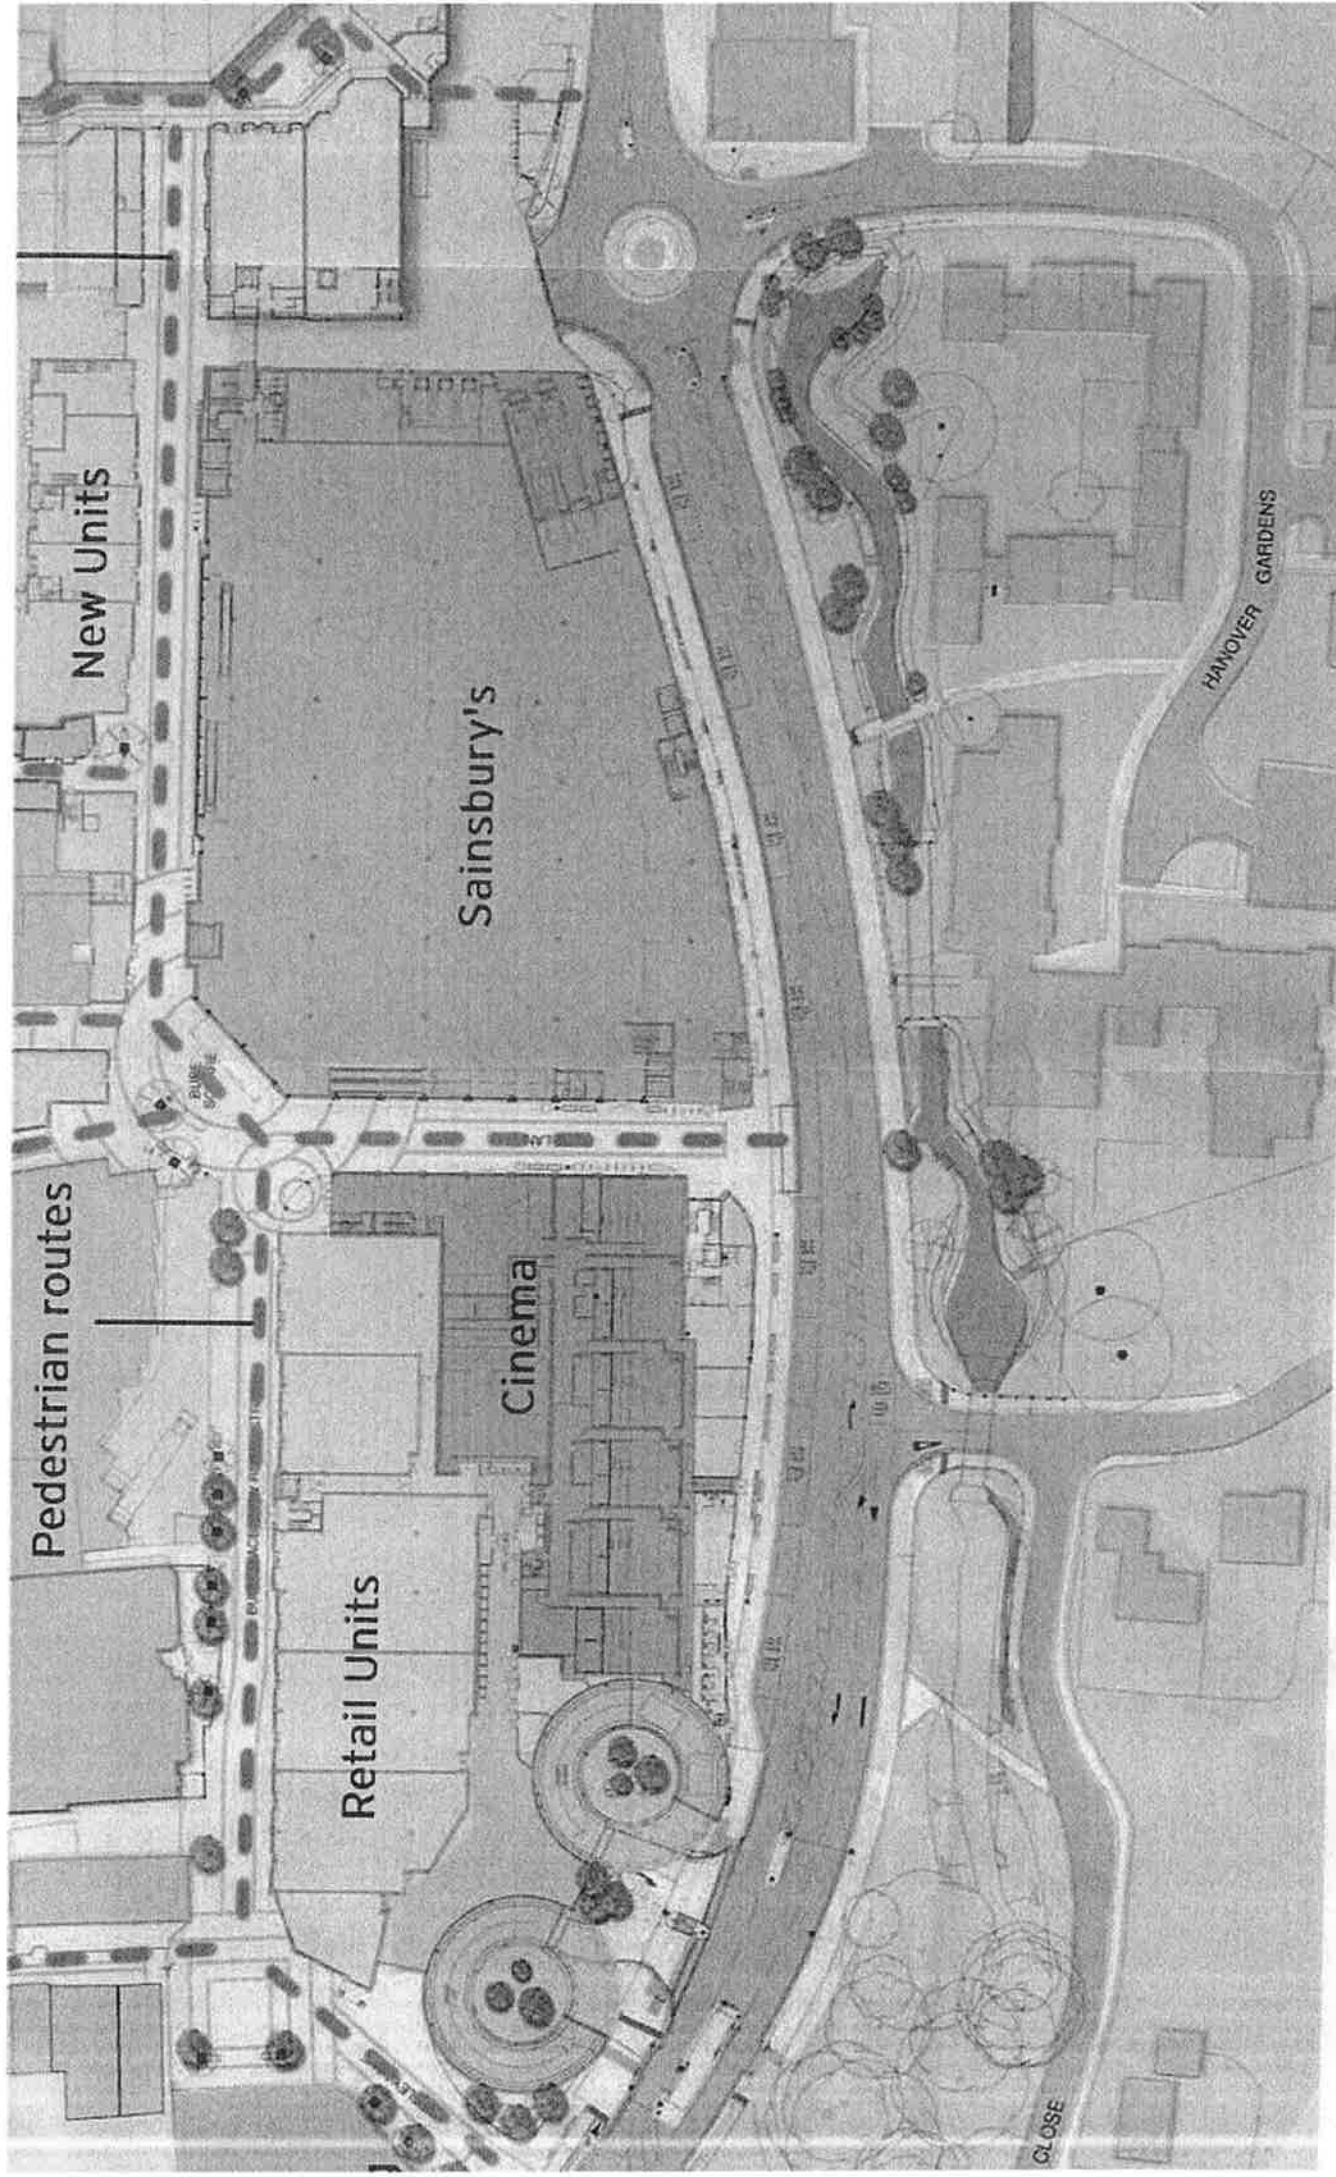 New Units
Pedestrian routes
Sainsbury's
Cinema
Retail Units
HANOVER GARDENS
CLOSE